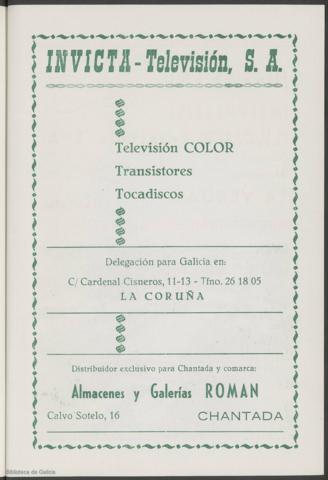 INVICTA - Televisión, S. A.
Televisión COLOR
Transistores
Tocadiscos
Delegación para Galicia en:
C/ Cardenal Cisneros, 11-13 - Tfno. 26 18 05
LA CORUÑA
Distribuidor exclusivo para Chantada y comarca:
Almacenes y Galerías ROMAN
Calvo Sotelo, 16 CHANTADA
Biblioteca de Galicia